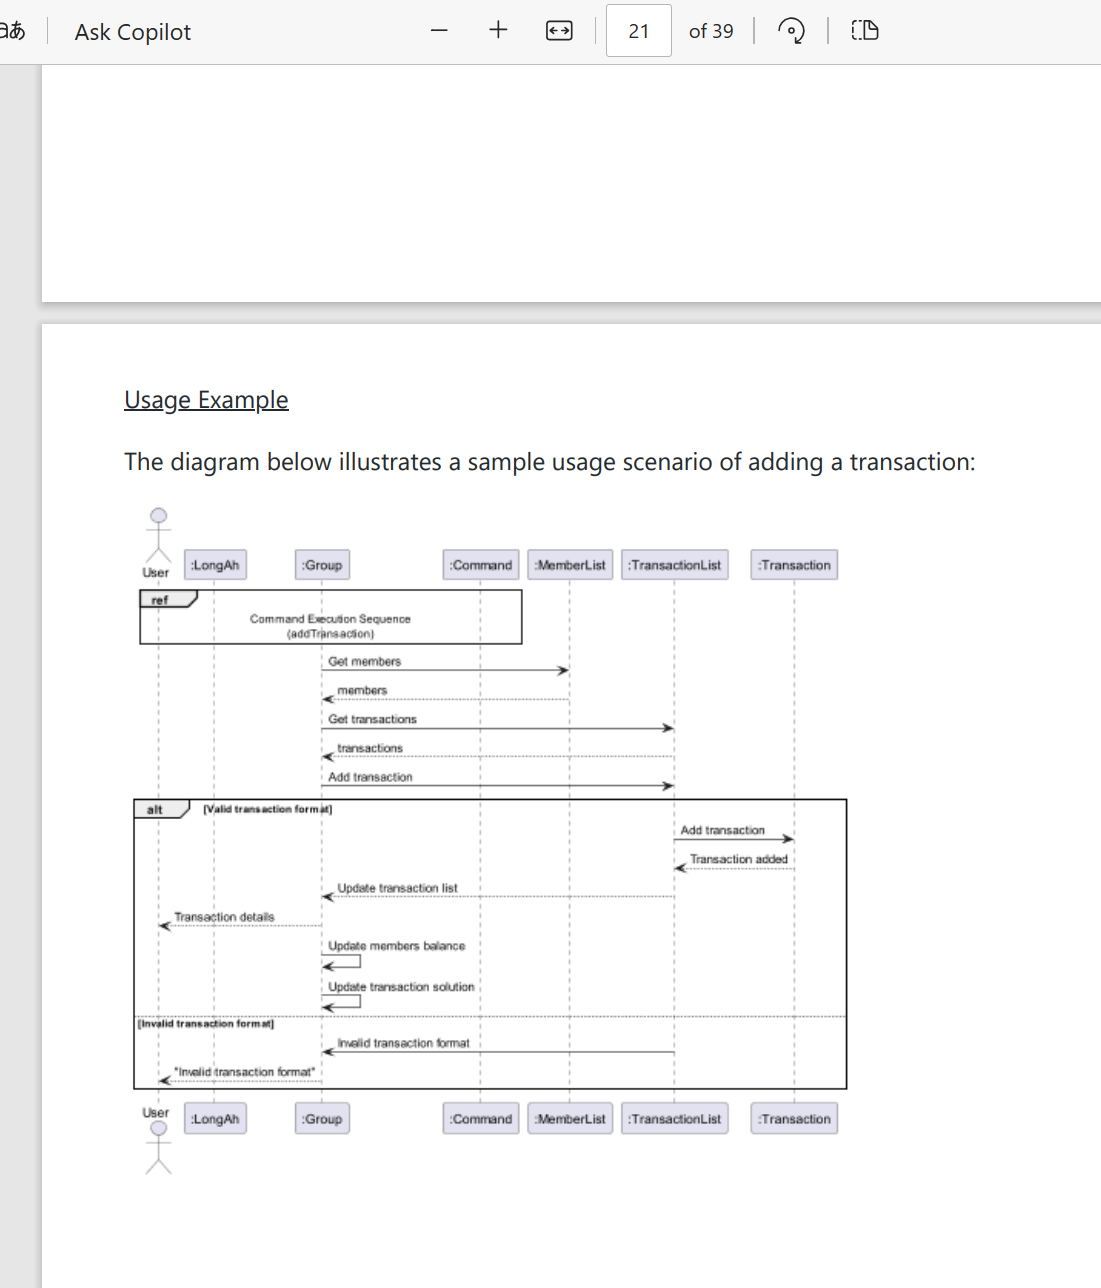 aあ Ask Copilot 21 of 39
Usage Example
The diagram below illustrates a sample usage scenario of adding a transaction:
User :LongAh :Group :Command :MemberList :TransactionList :Transaction
ref
Command Execution Sequence
(addTransaction)
Get members
members
Get transactions
transactions
Add transaction
alt [Valid transaction format]
Add transaction
Transaction added
Update transaction list
Transaction details
Update members balance
Update transaction solution
[Invalid transaction format]
Invalid transaction format
"Invalid transaction format"
User :LongAh :Group :Command :MemberList :TransactionList :Transaction